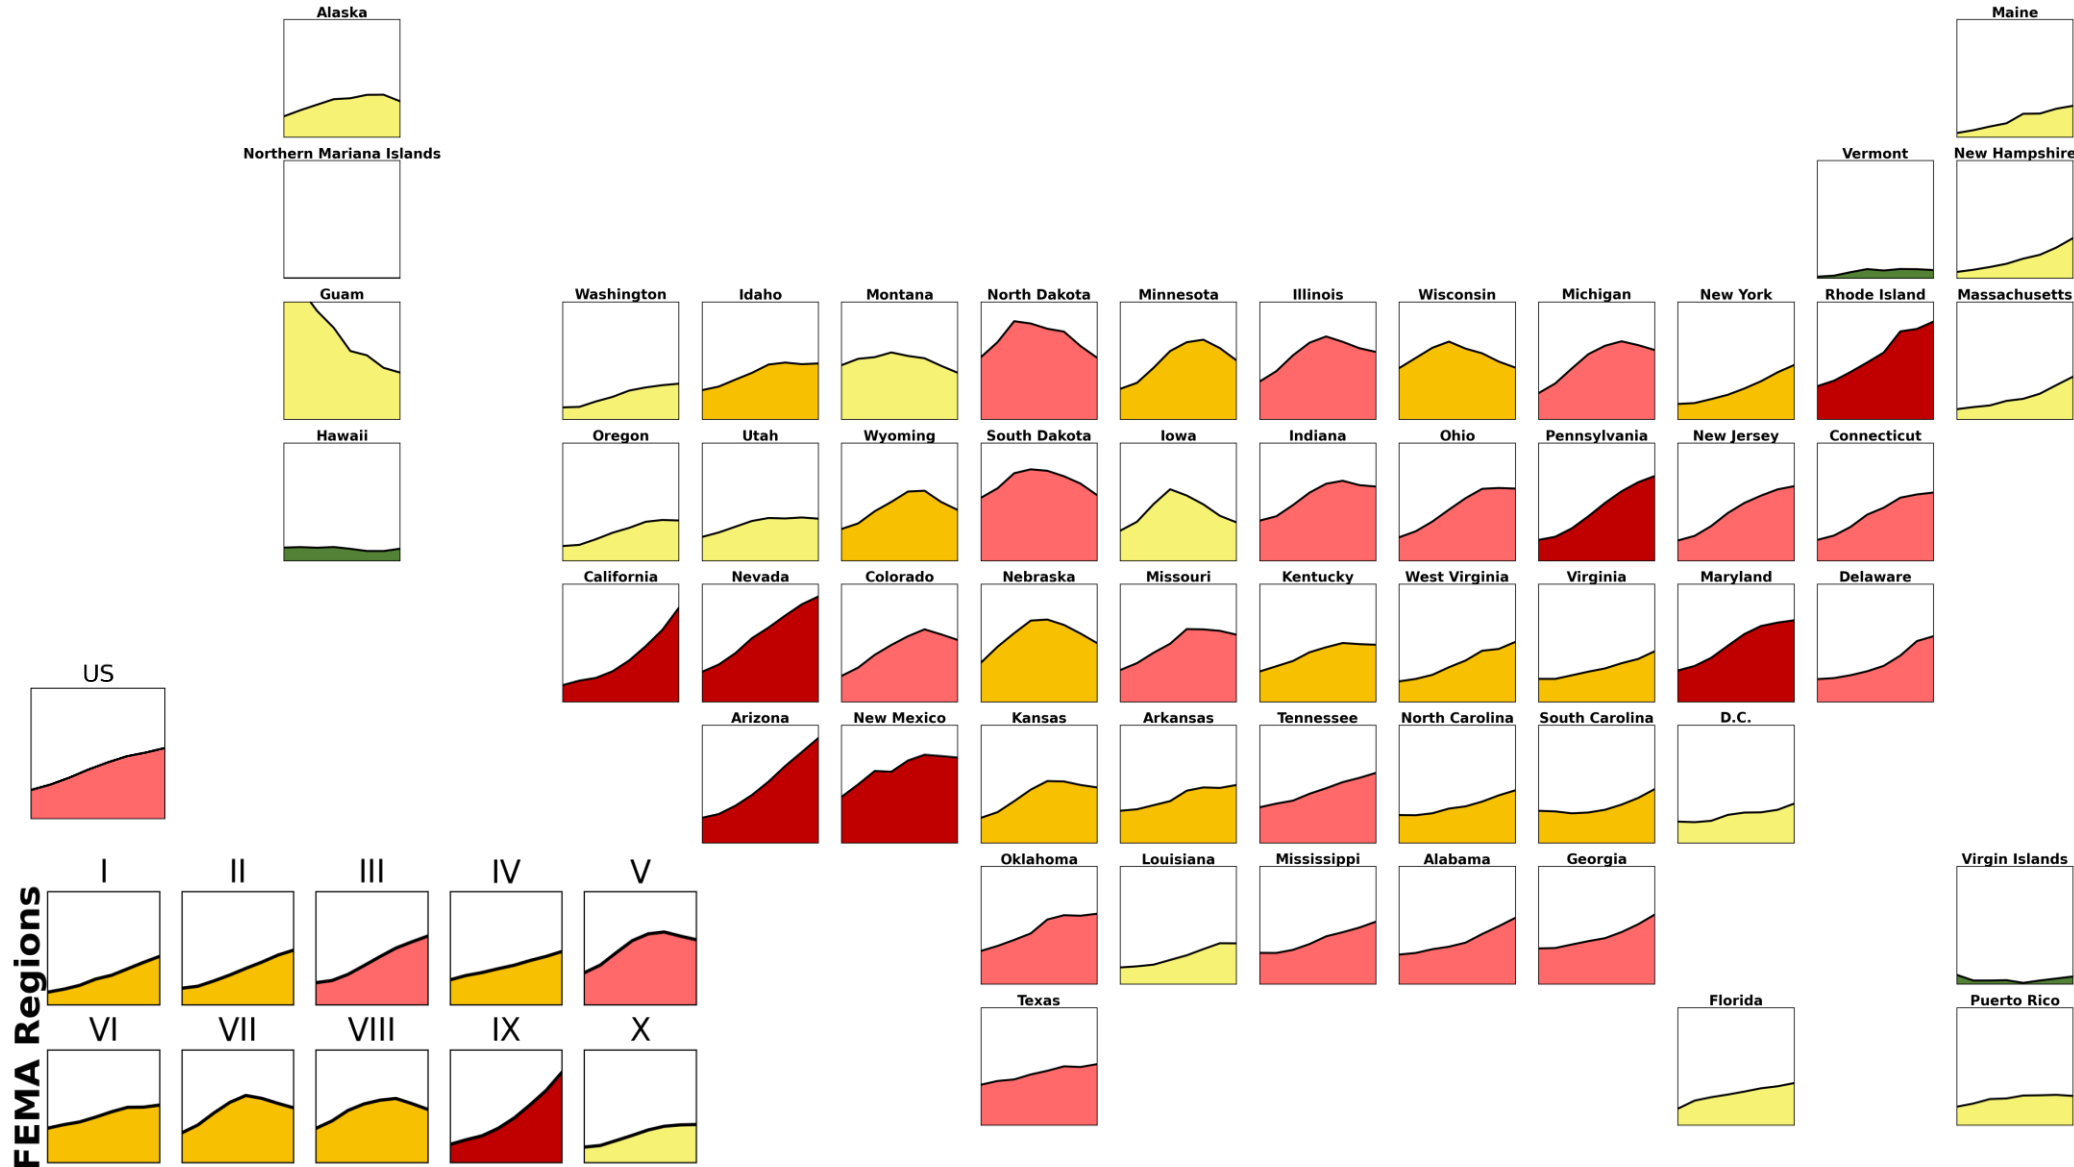 Alaska
Maine
Northern Mariana Islands
Vermont
New Hampshire
Guam
Washington
Idaho
Montana
North Dakota
Minnesota
Illinois
Wisconsin
Michigan
New York
Rhode Island
Massachusetts
Hawaii
Oregon
Utah
Wyoming
South Dakota
Iowa
Indiana
Ohio
Pennsylvania
New Jersey
Connecticut
California
Nevada
Colorado
Nebraska
Missouri
Kentucky
West Virginia
Virginia
Maryland
Delaware
US
Arizona
New Mexico
Kansas
Arkansas
Tennessee
North Carolina
South Carolina
D.C.
Oklahoma
Louisiana
Mississippi
Alabama
Georgia
Virgin Islands
Texas
Florida
Puerto Rico
FEMA Regions
I
II
III
IV
V
VI
VII
VIII
IX
X